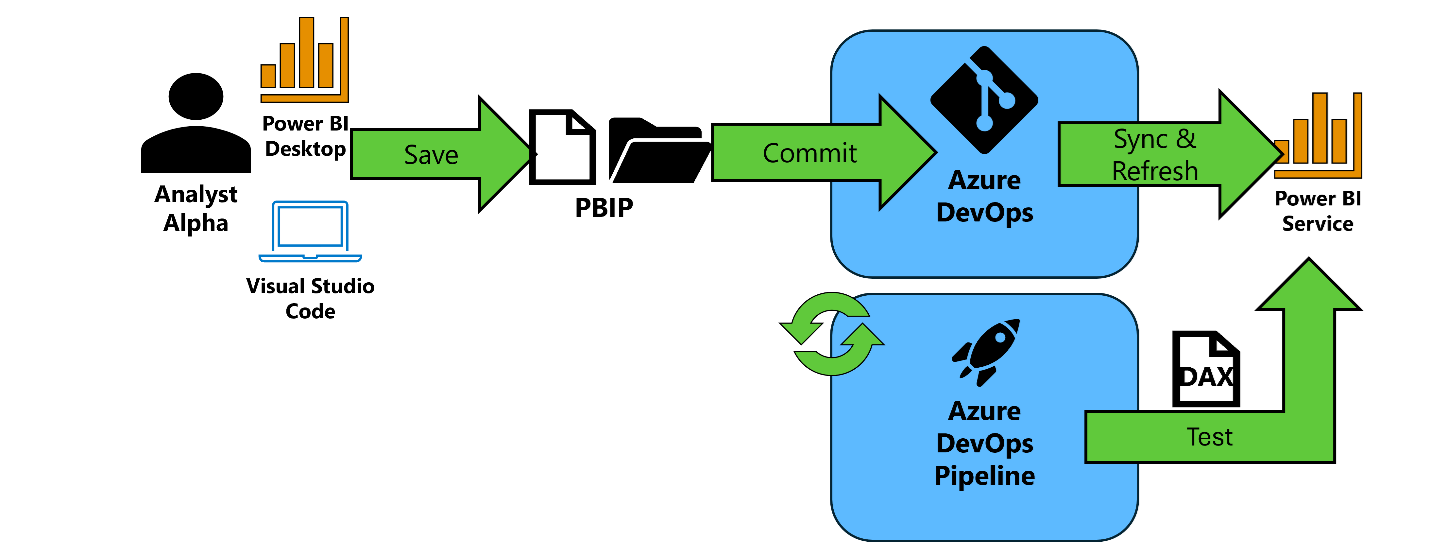 Power BI
Desktop
Analyst
Alpha
Visual Studio
Code
Save
PBIP
Commit
Azure
DevOps
Sync &
Refresh
Power BI
Service
Azure
DevOps
Pipeline
DAX
Test